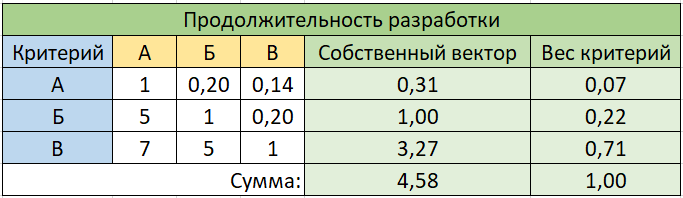 Продолжительность разработки
Критерий А Б В Собственный вектор Вес критерий
А 1 0,20 0,14 0,31 0,07
Б 5 1 0,20 1,00 0,22
В 7 5 1 3,27 0,71
Сумма: 4,58 1,00